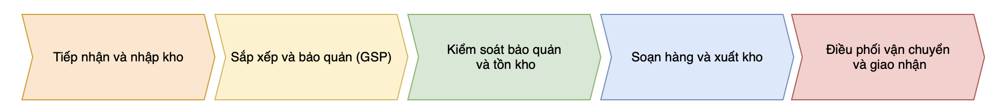 Tiếp nhận và nhập kho
Sắp xếp và bảo quản (GSP)
Kiểm soát bảo quản
và tồn kho
Soạn hàng và xuất kho
Điều phối vận chuyển
và giao nhận